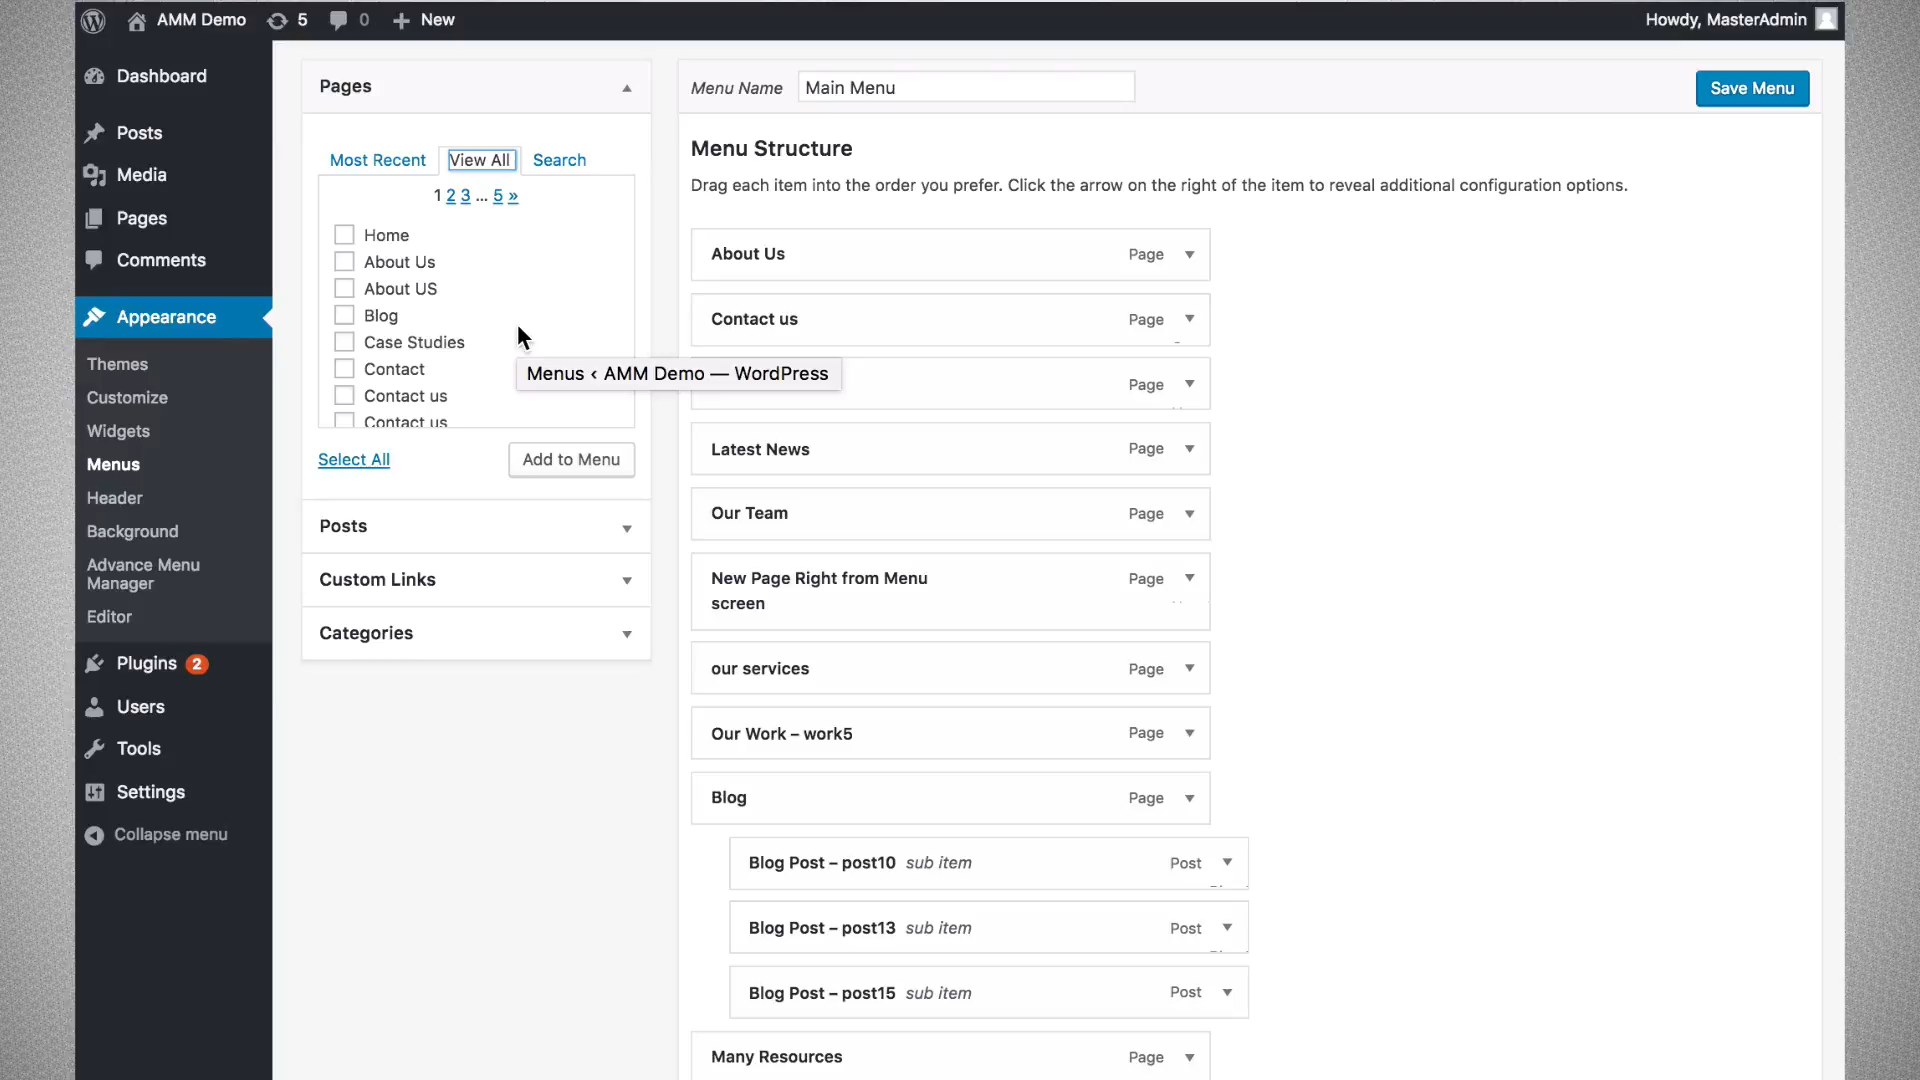 AMM Demo 5 0 New Howdy, MasterAdmin
Dashboard
Posts
Media
Pages
Comments
Appearance
Themes
Customize
Widgets
Menus
Header
Background
Advance Menu
Manager
Editor
Plugins 2
Users
Tools
Settings
Collapse menu
Pages
Most Recent View All Search
1 2 3 ... 5 »
Home
About Us
About US
Blog
Case Studies
Contact
Contact us
Contact us
Select All Add to Menu
Posts
Custom Links
Categories
Menus ‹ AMM Demo — WordPress
Menu Name Main Menu Save Menu
Menu Structure
Drag each item into the order you prefer. Click the arrow on the right of the item to reveal additional configuration options.
About Us Page
Contact us Page
Page
Latest News Page
Our Team Page
New Page Right from Menu Page
screen
our services Page
Our Work – work5 Page
Blog Page
Blog Post – post10 sub item Post
Blog Post – post13 sub item Post
Blog Post – post15 sub item Post
Many Resources Page